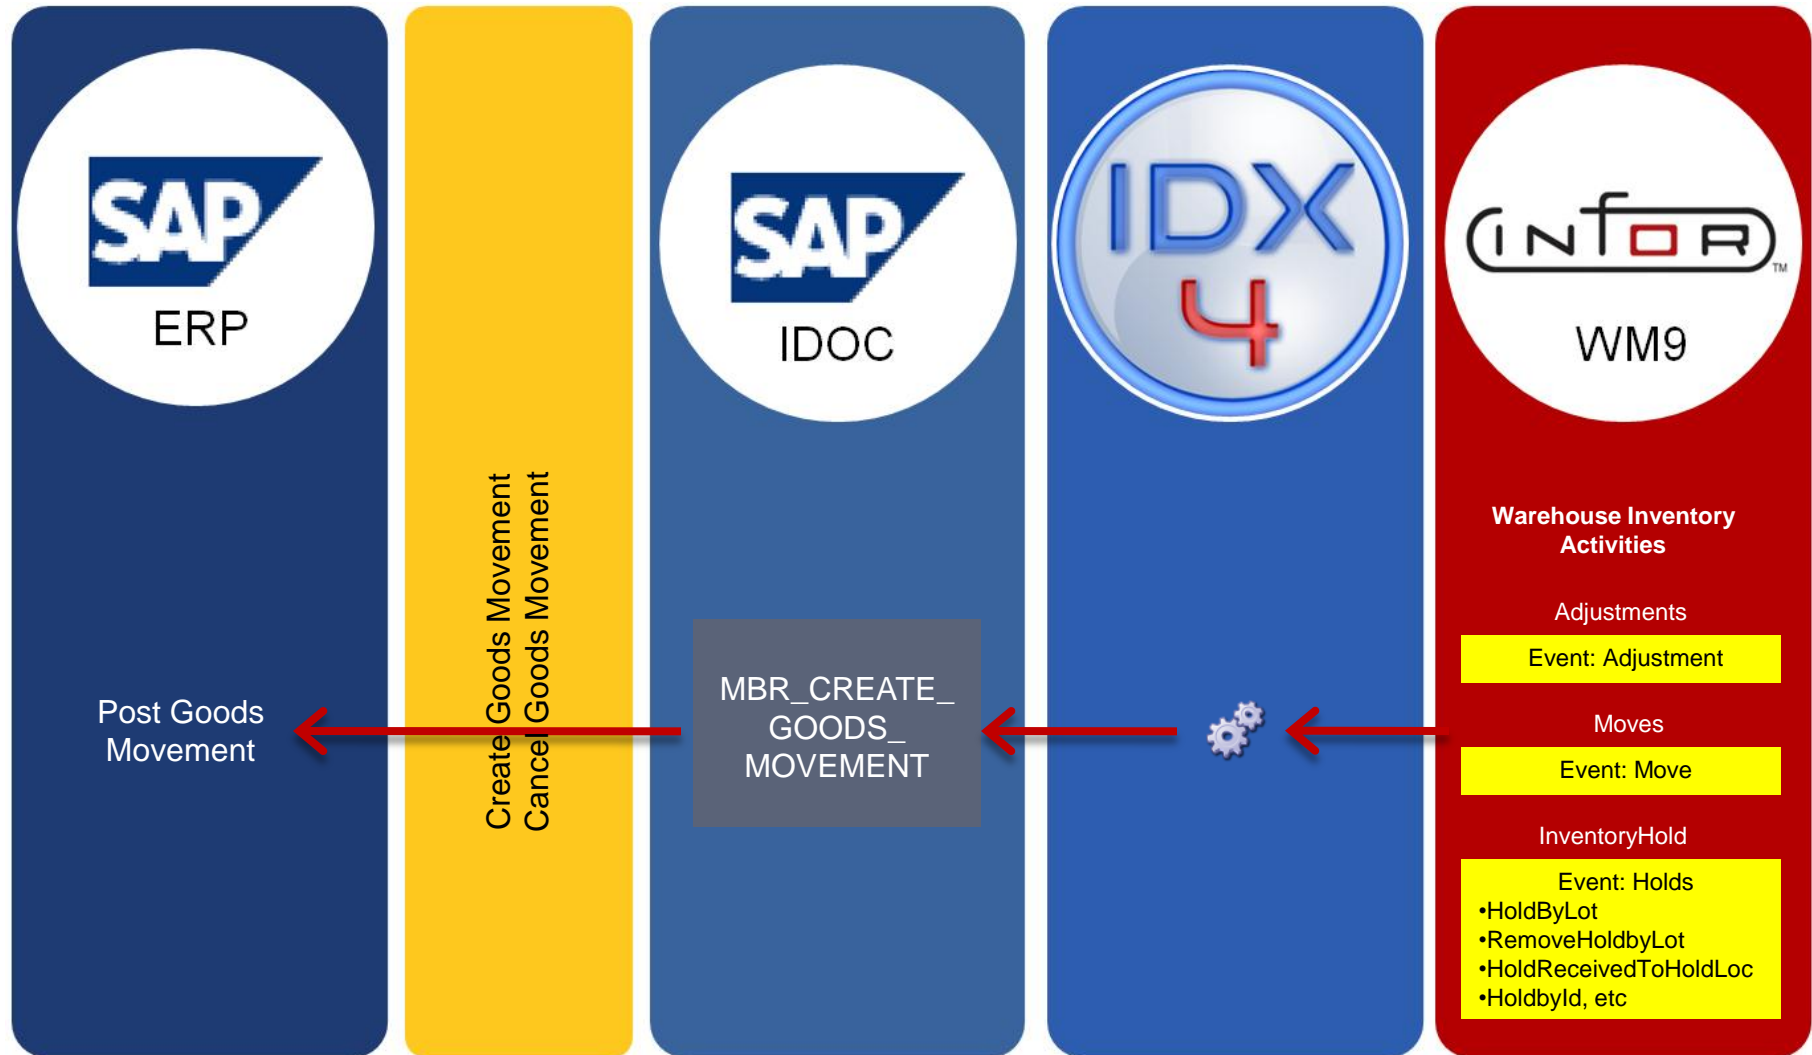 SAP
ERP
Post Goods
Movement
Create Goods Movement
Cancel Goods Movement
SAP
IDOC
MBR_CREATE_
GOODS_
MOVEMENT
IDX
4
INFOR
TM
WM9
Warehouse Inventory
Activities
Adjustments
Event: Adjustment
Moves
Event: Move
InventoryHold
Event: Holds
•HoldByLot
•RemoveHoldbyLot
•HoldReceivedToHoldLoc
•HoldbyId, etc